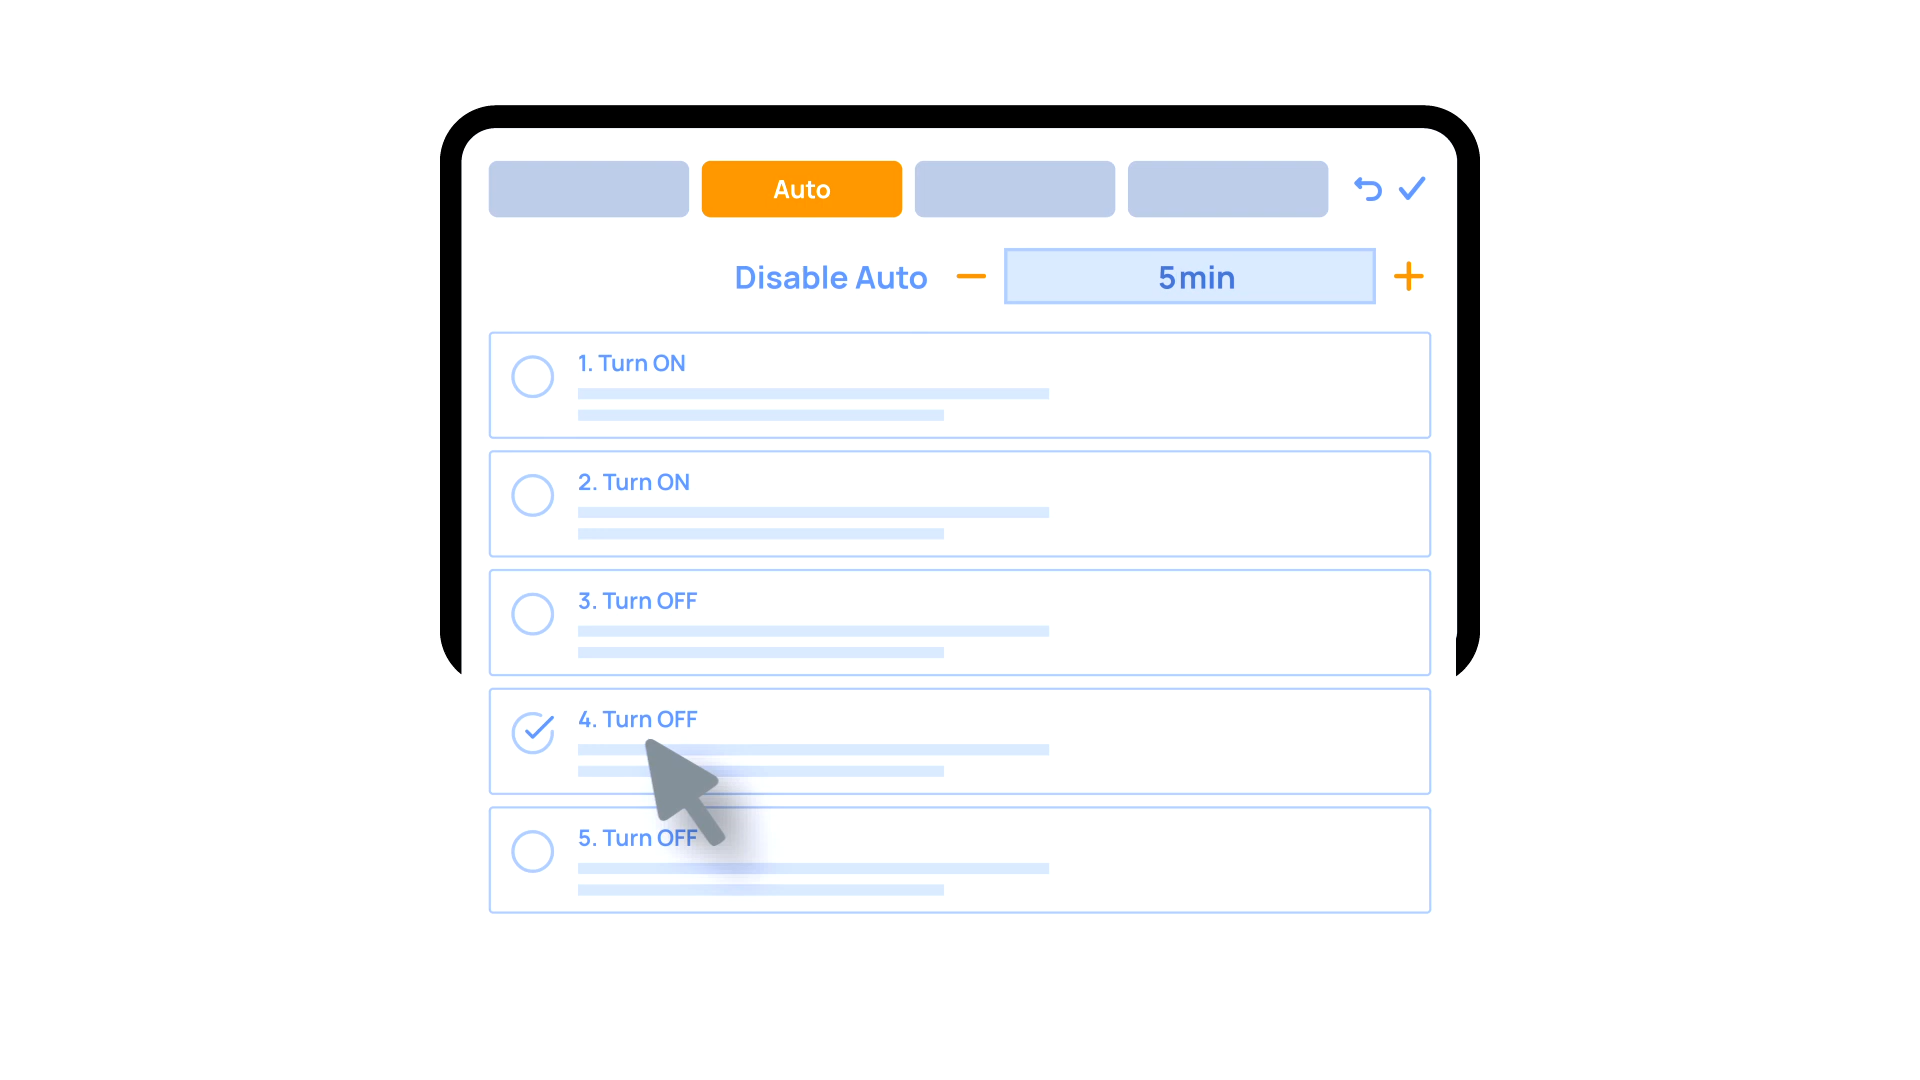 Auto
Disable Auto
5min
1. Turn ON
2. Turn ON
3. Turn OFF
4. Turn OFF
5. Turn OFF